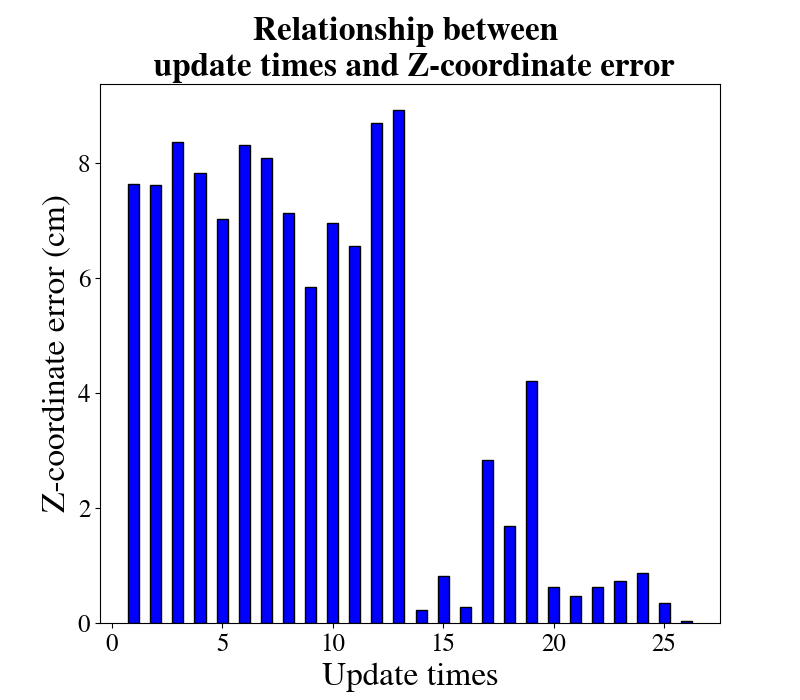 Relationship between
update times and Z-coordinate error
Z-coordinate error (cm)
8
6
4
2
0
0 5 10 15 20 25
Update times